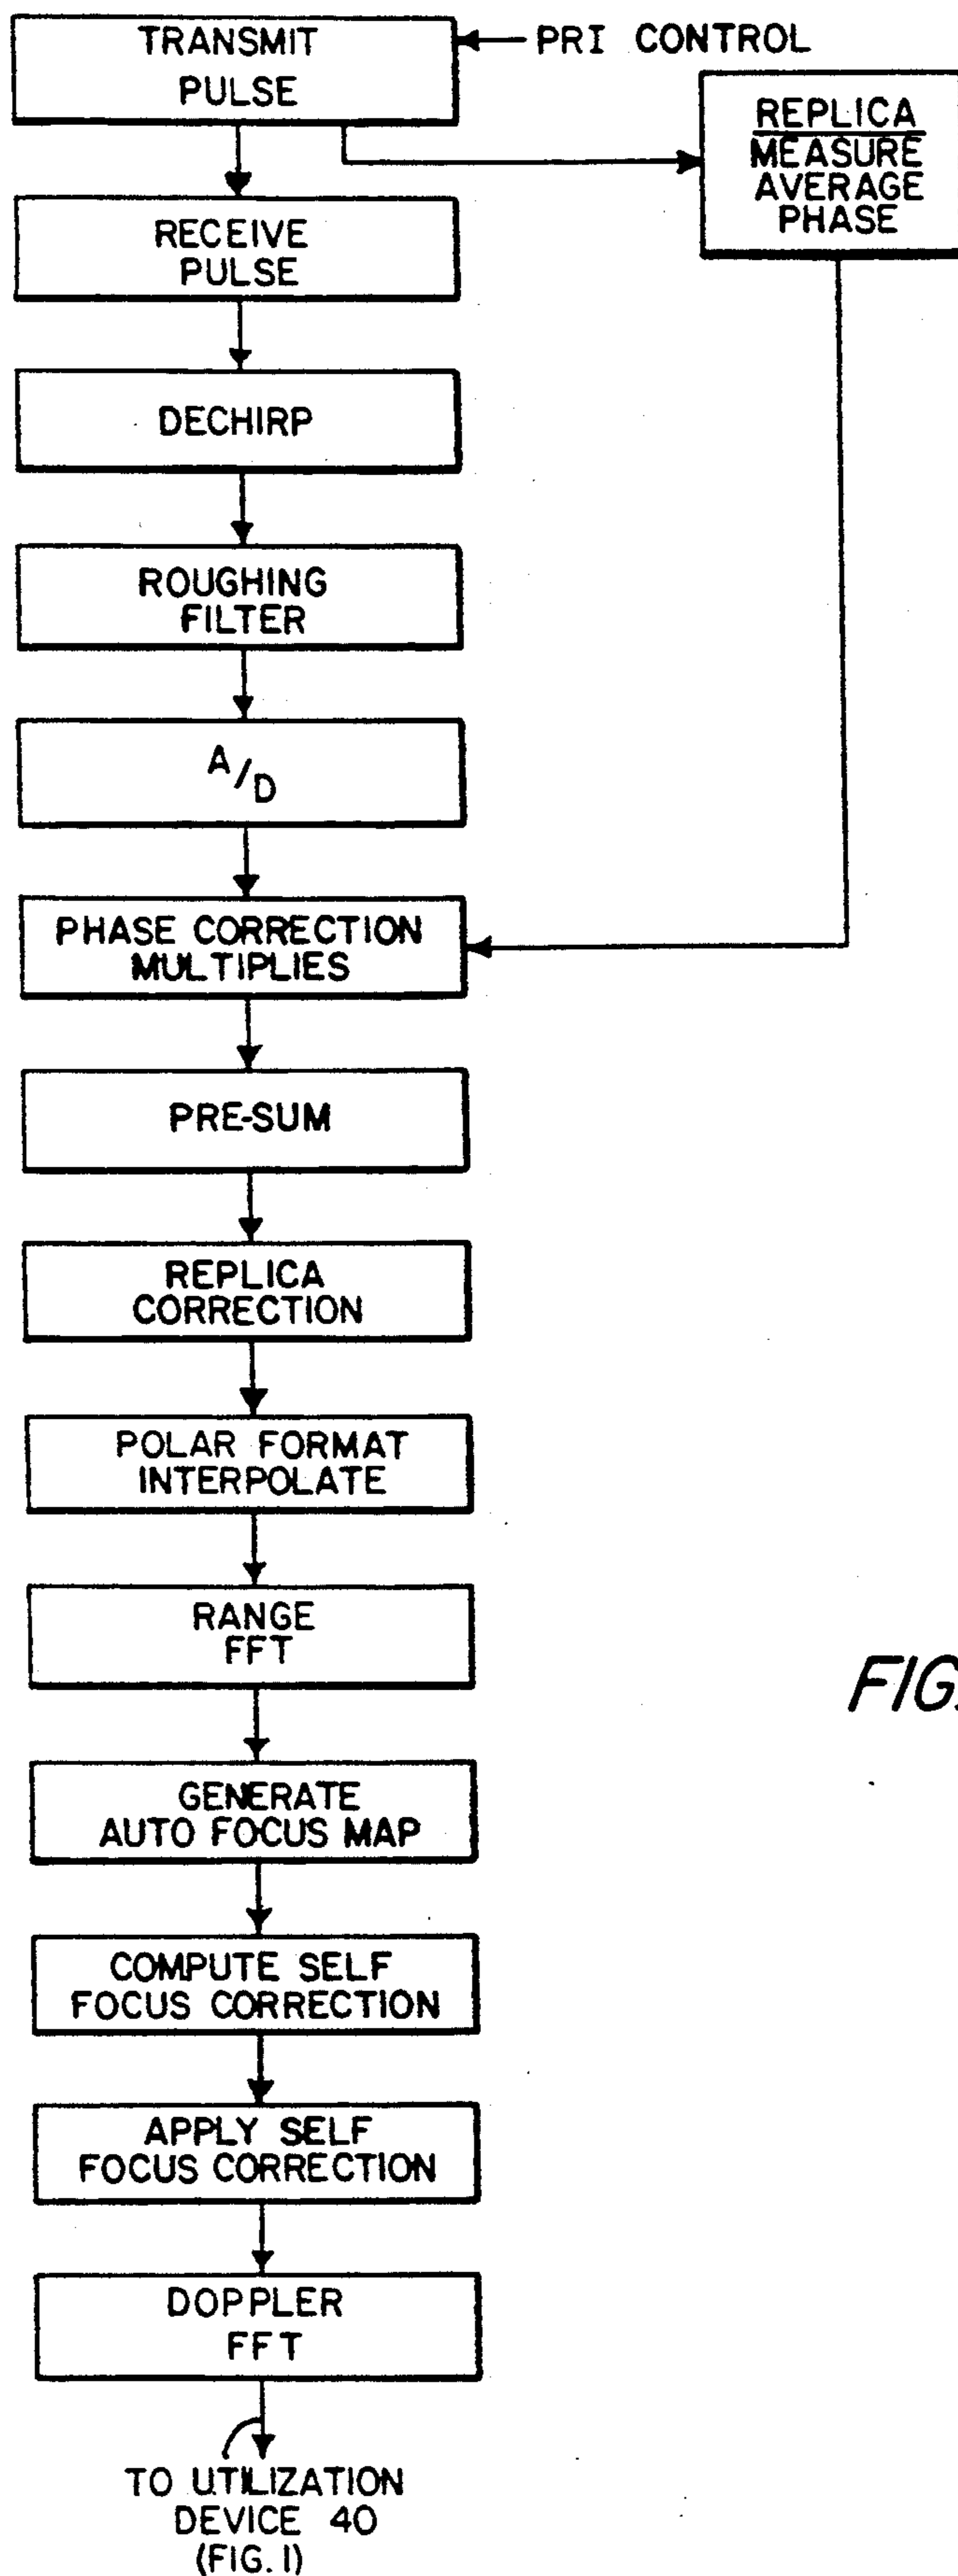 TRANSMIT
PULSE
PRI CONTROL
REPLICA
MEASURE
AVERAGE
PHASE
RECEIVE
PULSE
DECHIRP
ROUGHING
FILTER
A/D
PHASE CORRECTION
MULTIPLIES
PRE-SUM
REPLICA
CORRECTION
POLAR FORMAT
INTERPOLATE
RANGE
FFT
FIG.
GENERATE
AUTO FOCUS MAP
COMPUTE SELF
FOCUS CORRECTION
APPLY SELF
FOCUS CORRECTION
DOPPLER
FFT
TO UTILIZATION
DEVICE 40
(FIG. 1)